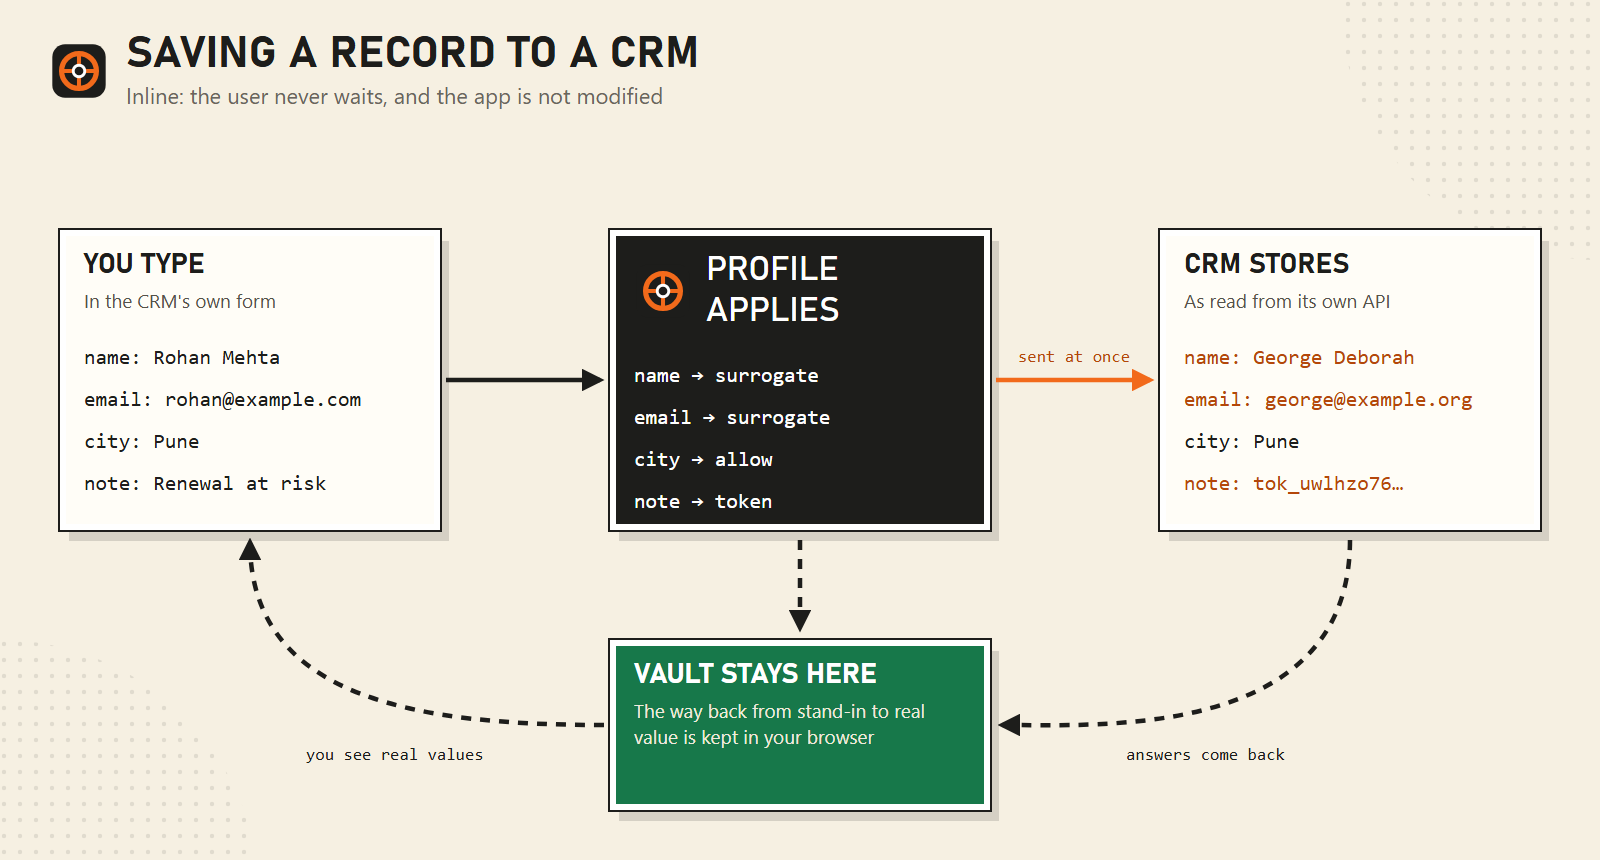 SAVING A RECORD TO A CRM
Inline: the user never waits, and the app is not modified
YOU TYPE
In the CRM's own form
name: Rohan Mehta
email: rohan@example.com
city: Pune
note: Renewal at risk
PROFILE
APPLIES
name → surrogate
email → surrogate
city → allow
note → token
sent at once
CRM STORES
As read from its own API
name: George Deborah
email: george@example.org
city: Pune
note: tok_uwlhzo76…
VAULT STAYS HERE
The way back from stand-in to real
value is kept in your browser
you see real values
answers come back